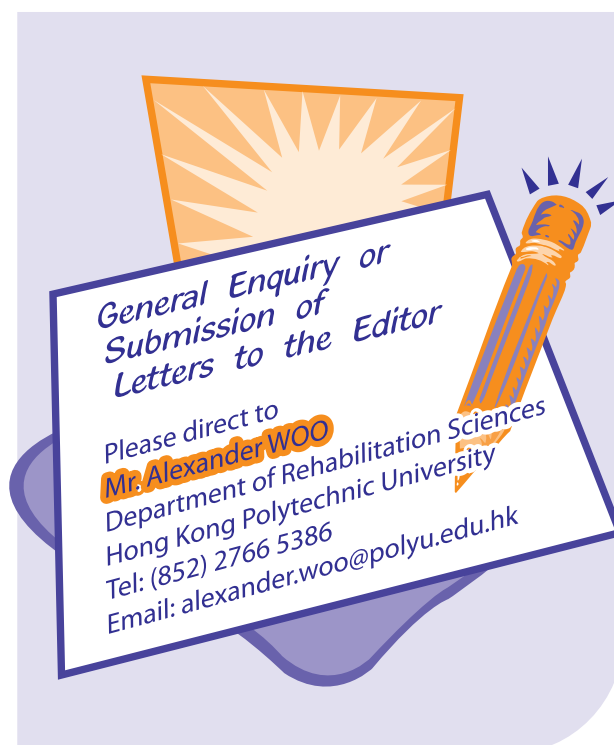 General Enquiry or
Submission of
Letters to the Editor
Please direct to
Mr. Alexander WOO
Department of Rehabilitation Sciences
Hong Kong Polytechnic University
Tel: (852) 2766 5386
Email: alexander.woo@polyu.edu.hk